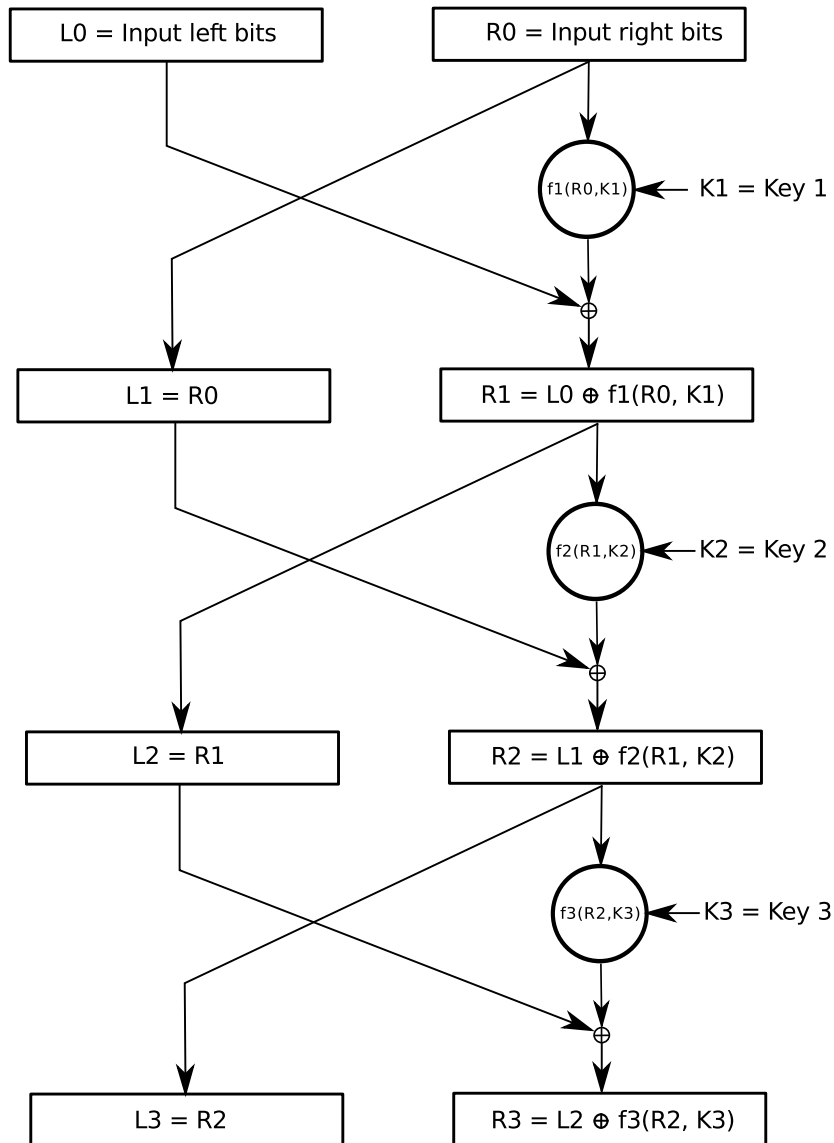 L0 = Input left bits
R0 = Input right bits
f1(R0,K1)
K1 = Key 1
L1 = R0
R1 = L0 ⊕ f1(R0, K1)
f2(R1,K2)
K2 = Key 2
L2 = R1
R2 = L1 ⊕ f2(R1, K2)
f3(R2,K3)
K3 = Key 3
L3 = R2
R3 = L2 ⊕ f3(R2, K3)